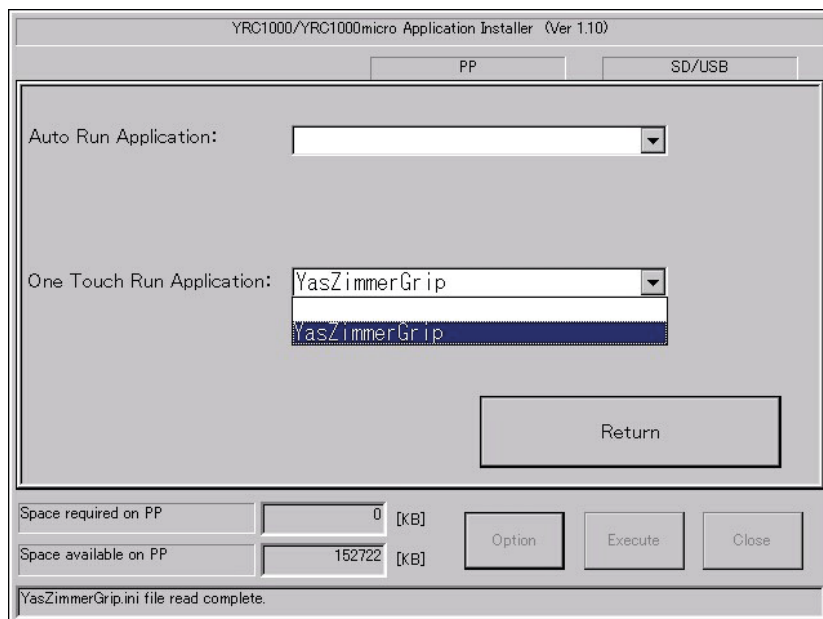 YRC1000/YRC1000micro Application Installer (Ver 1.10)
PP SD/USB
Auto Run Application:
One Touch Run Application: YasZimmerGrip
YasZimmerGrip
Return
Space required on PP 0 [KB]
Option Execute Close
Space available on PP 152722 [KB]
YasZimmerGrip.ini file read complete.